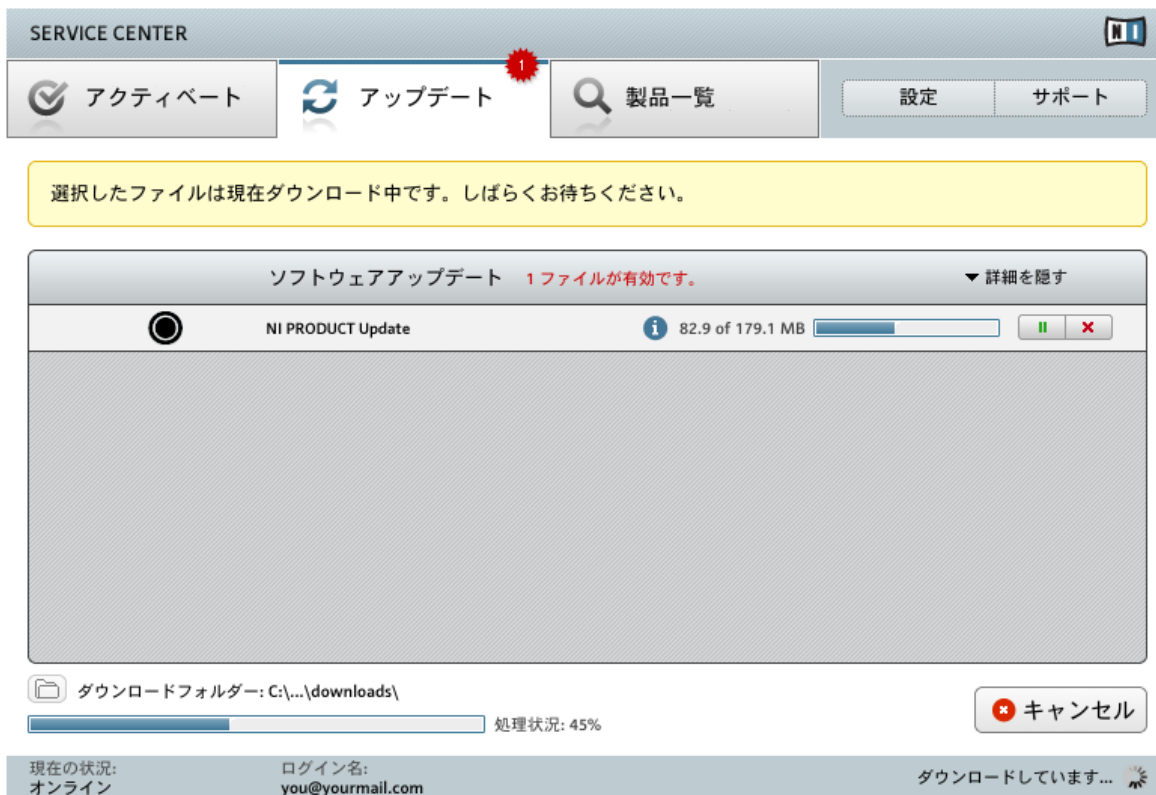 SERVICE CENTER
NI
アクティベート
アップデート
1
製品一覧
設定
サポート
選択したファイルは現在ダウンロード中です。しばらくお待ちください。
ソフトウェアアップデート 1 ファイルが有効です。 ▼ 詳細を隠す
NI PRODUCT Update 82.9 of 179.1 MB
ダウンロードフォルダー: C:\...\downloads\
処理状況: 45%
キャンセル
現在の状況:
オンライン
ログイン名:
you@yourmail.com
ダウンロードしています...